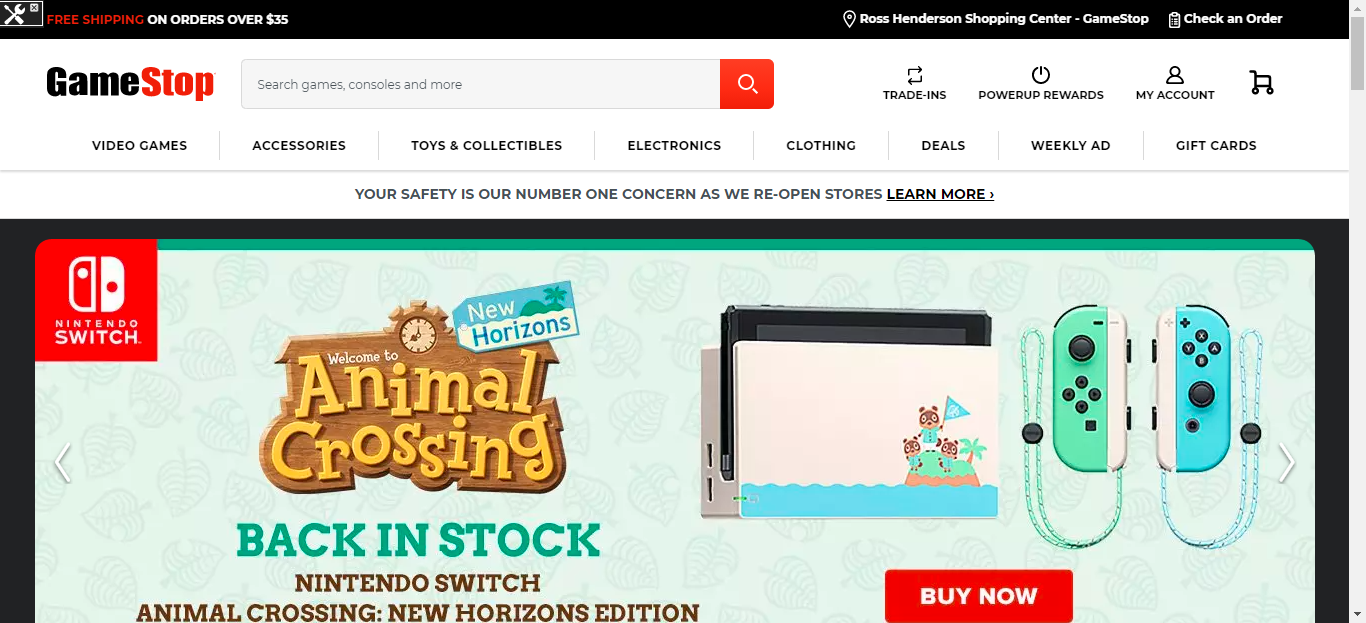 FREE SHIPPING ON ORDERS OVER $35
Ross Henderson Shopping Center - GameStop
Check an Order
GameStop
Search games, consoles and more
TRADE-INS
POWERUP REWARDS
MY ACCOUNT
VIDEO GAMES
ACCESSORIES
TOYS & COLLECTIBLES
ELECTRONICS
CLOTHING
DEALS
WEEKLY AD
GIFT CARDS
YOUR SAFETY IS OUR NUMBER ONE CONCERN AS WE RE-OPEN STORES LEARN MORE ›
NINTENDO
SWITCH
New
Horizons
Welcome to
Animal
Crossing
X
Y A
B
BACK IN STOCK
NINTENDO SWITCH
ANIMAL CROSSING: NEW HORIZONS EDITION
BUY NOW